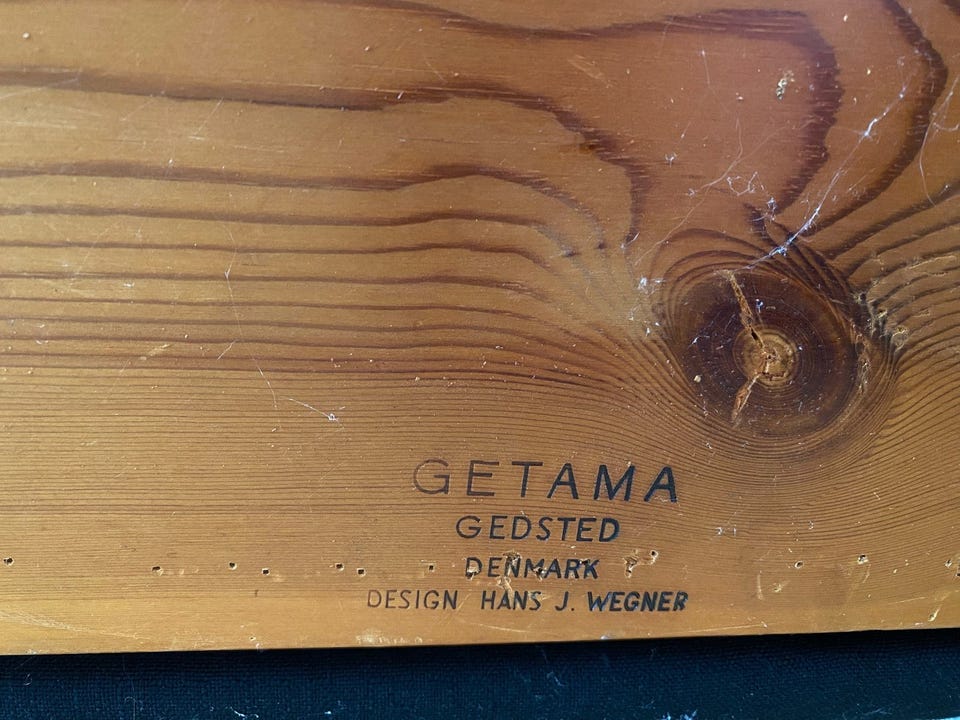 GETAMA
GEDSTED
DENMARK
DESIGN HANS J. WEGNER